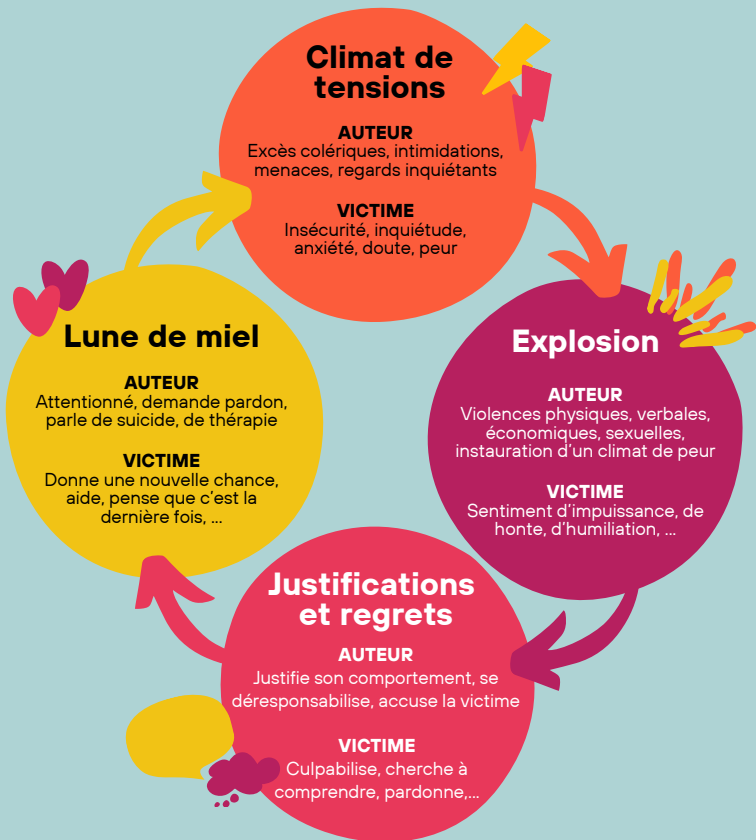 Climat de
tensions
AUTEUR
Excès colériques, intimidations,
menaces, regards inquiétants
VICTIME
Insécurité, inquiétude,
anxiété, doute, peur
Explosion
AUTEUR
Violences physiques, verbales,
économiques, sexuelles,
instauration d'un climat de peur
VICTIME
Sentiment d'impuissance, de
honte, d'humiliation, ...
Justifications
et regrets
AUTEUR
Justifie son comportement, se
déresponsabilise, accuse la victime
VICTIME
Culpabilise, cherche à
comprendre, pardonne,...
Lune de miel
AUTEUR
Attentionné, demande pardon,
parle de suicide, de thérapie
VICTIME
Donne une nouvelle chance,
aide, pense que c'est la
dernière fois, ...